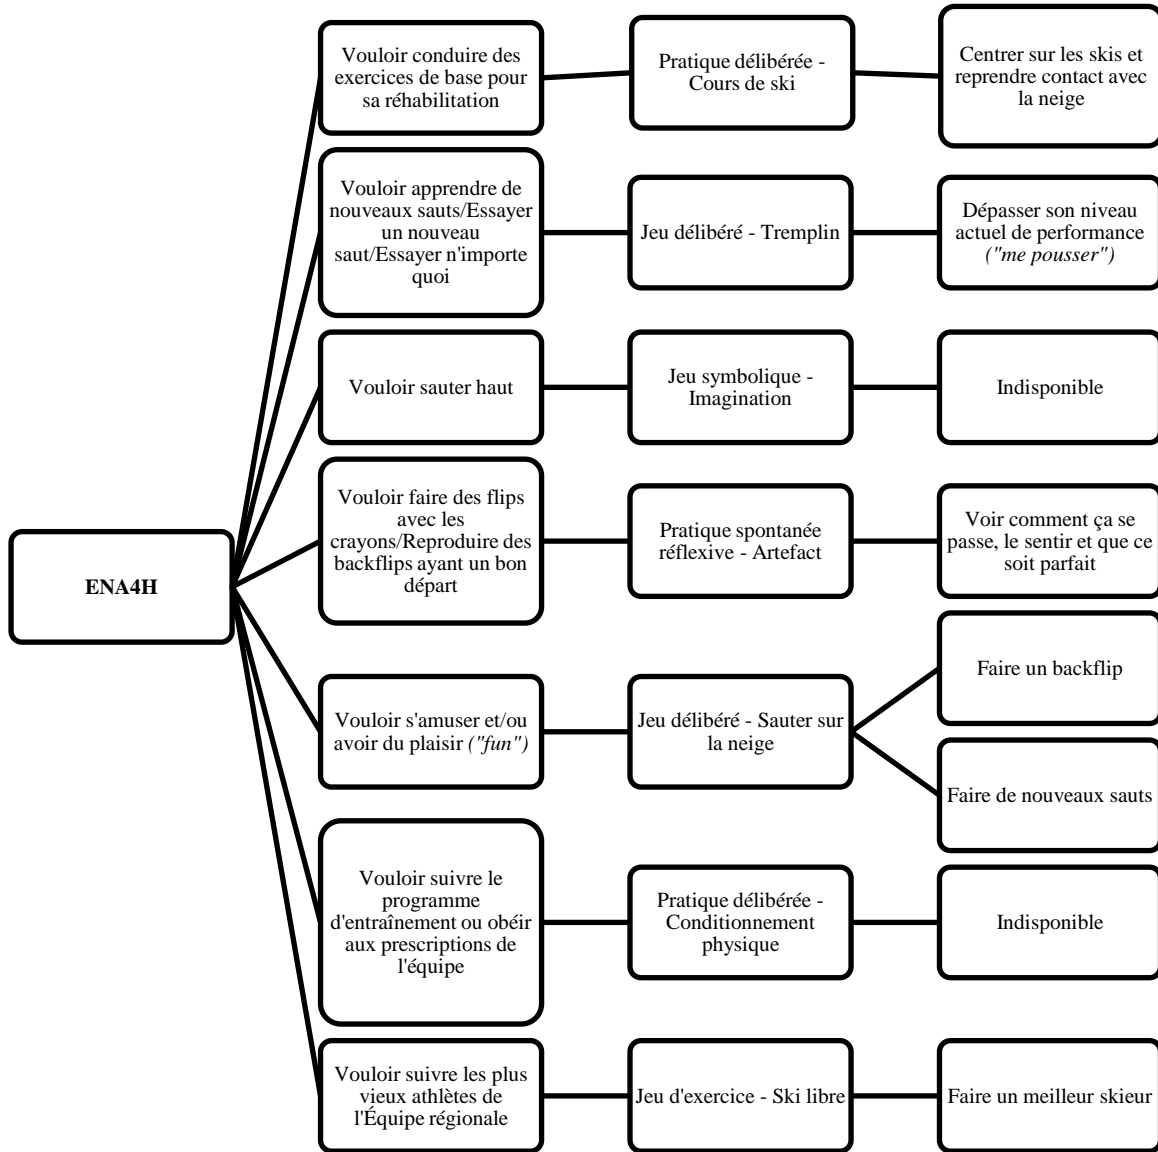 Vouloir conduire des
exercices de base pour
sa réhabilitation
Pratique délibérée -
Cours de ski
Centrer sur les skis et
reprendre contact avec
la neige
Vouloir apprendre de
nouveaux sauts/Essayer
un nouveau
saut/Essayer n'importe
quoi
Jeu délibéré - Tremplin
Dépasser son niveau
actuel de performance
("me pousser")
Vouloir sauter haut
Jeu symbolique -
Imagination
Indisponible
ENA4H
Vouloir faire des flips
avec les
crayons/Reproduire des
backflips ayant un bon
départ
Pratique spontanée
réflexive - Artefact
Voir comment ça se
passe, le sentir et que ce
soit parfait
Vouloir s'amuser et/ou
avoir du plaisir ("fun")
Jeu délibéré - Sauter sur
la neige
Faire un backflip
Faire de nouveaux sauts
Vouloir suivre le
programme
d'entraînement ou obéir
aux prescriptions de
l'équipe
Pratique délibérée -
Conditionnement
physique
Indisponible
Vouloir suivre les plus
vieux athlètes de
l'Équipe régionale
Jeu d'exercice - Ski libre
Faire un meilleur skieur